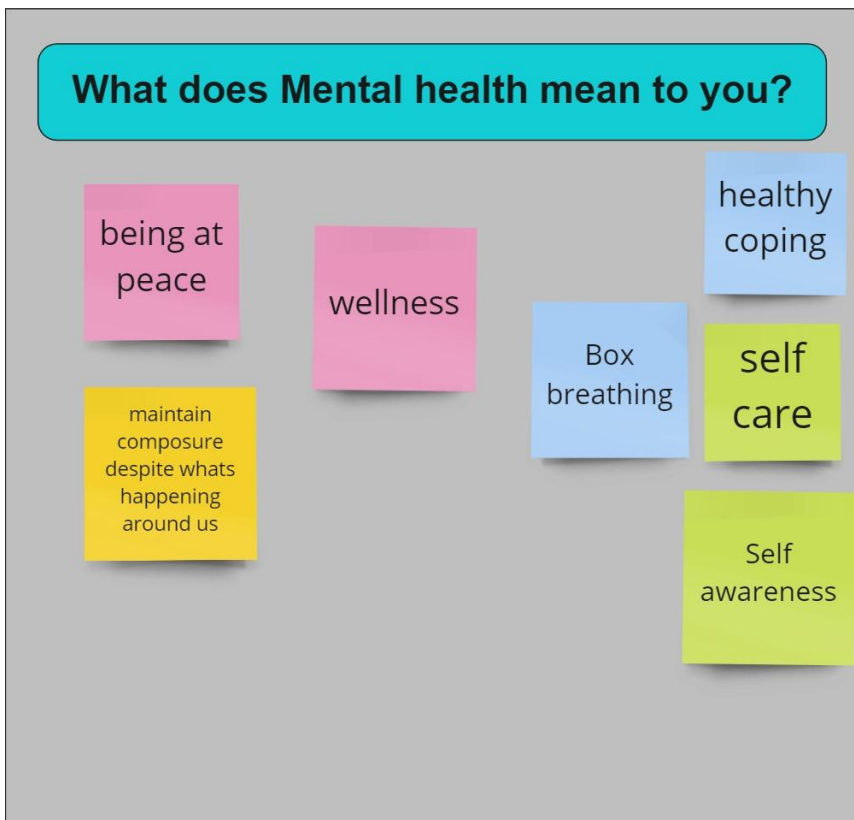 What does Mental health mean to you?
being at
peace
wellness
healthy
coping
Box
breathing
self
care
maintain
composure
despite whats
happening
around us
Self
awareness